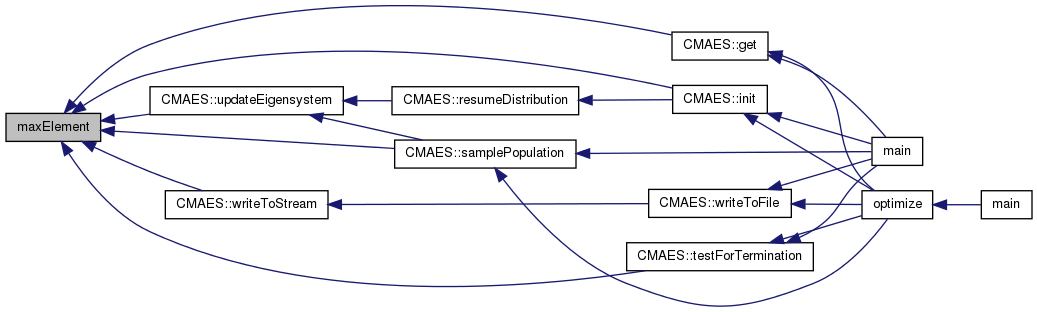 CMAES::get
CMAES::updateEigensystem
CMAES::resumeDistribution
CMAES::init
maxElement
CMAES::samplePopulation
main
CMAES::writeToStream
CMAES::writeToFile
optimize
main
CMAES::testForTermination